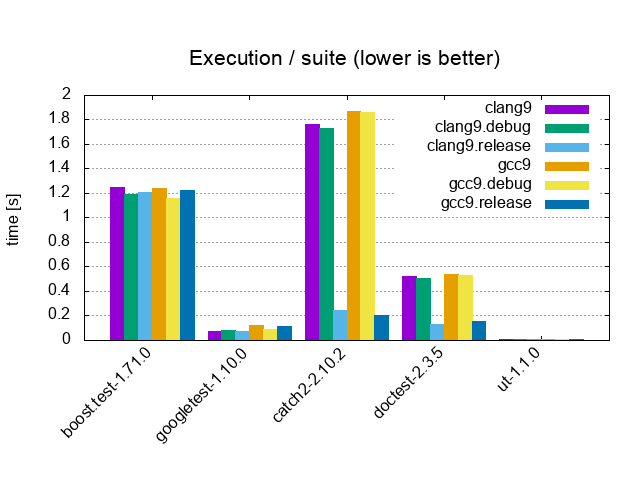 Execution / suite (lower is better)
time [s]
2
1.8
1.6
1.4
1.2
1
0.8
0.6
0.4
0.2
0
clang9
clang9.debug
clang9.release
gcc9
gcc9.debug
gcc9.release
boost.test-1.71.0
googletest-1.10.0
catch2-2.10.2
doctest-2.3.5
ut-1.1.0